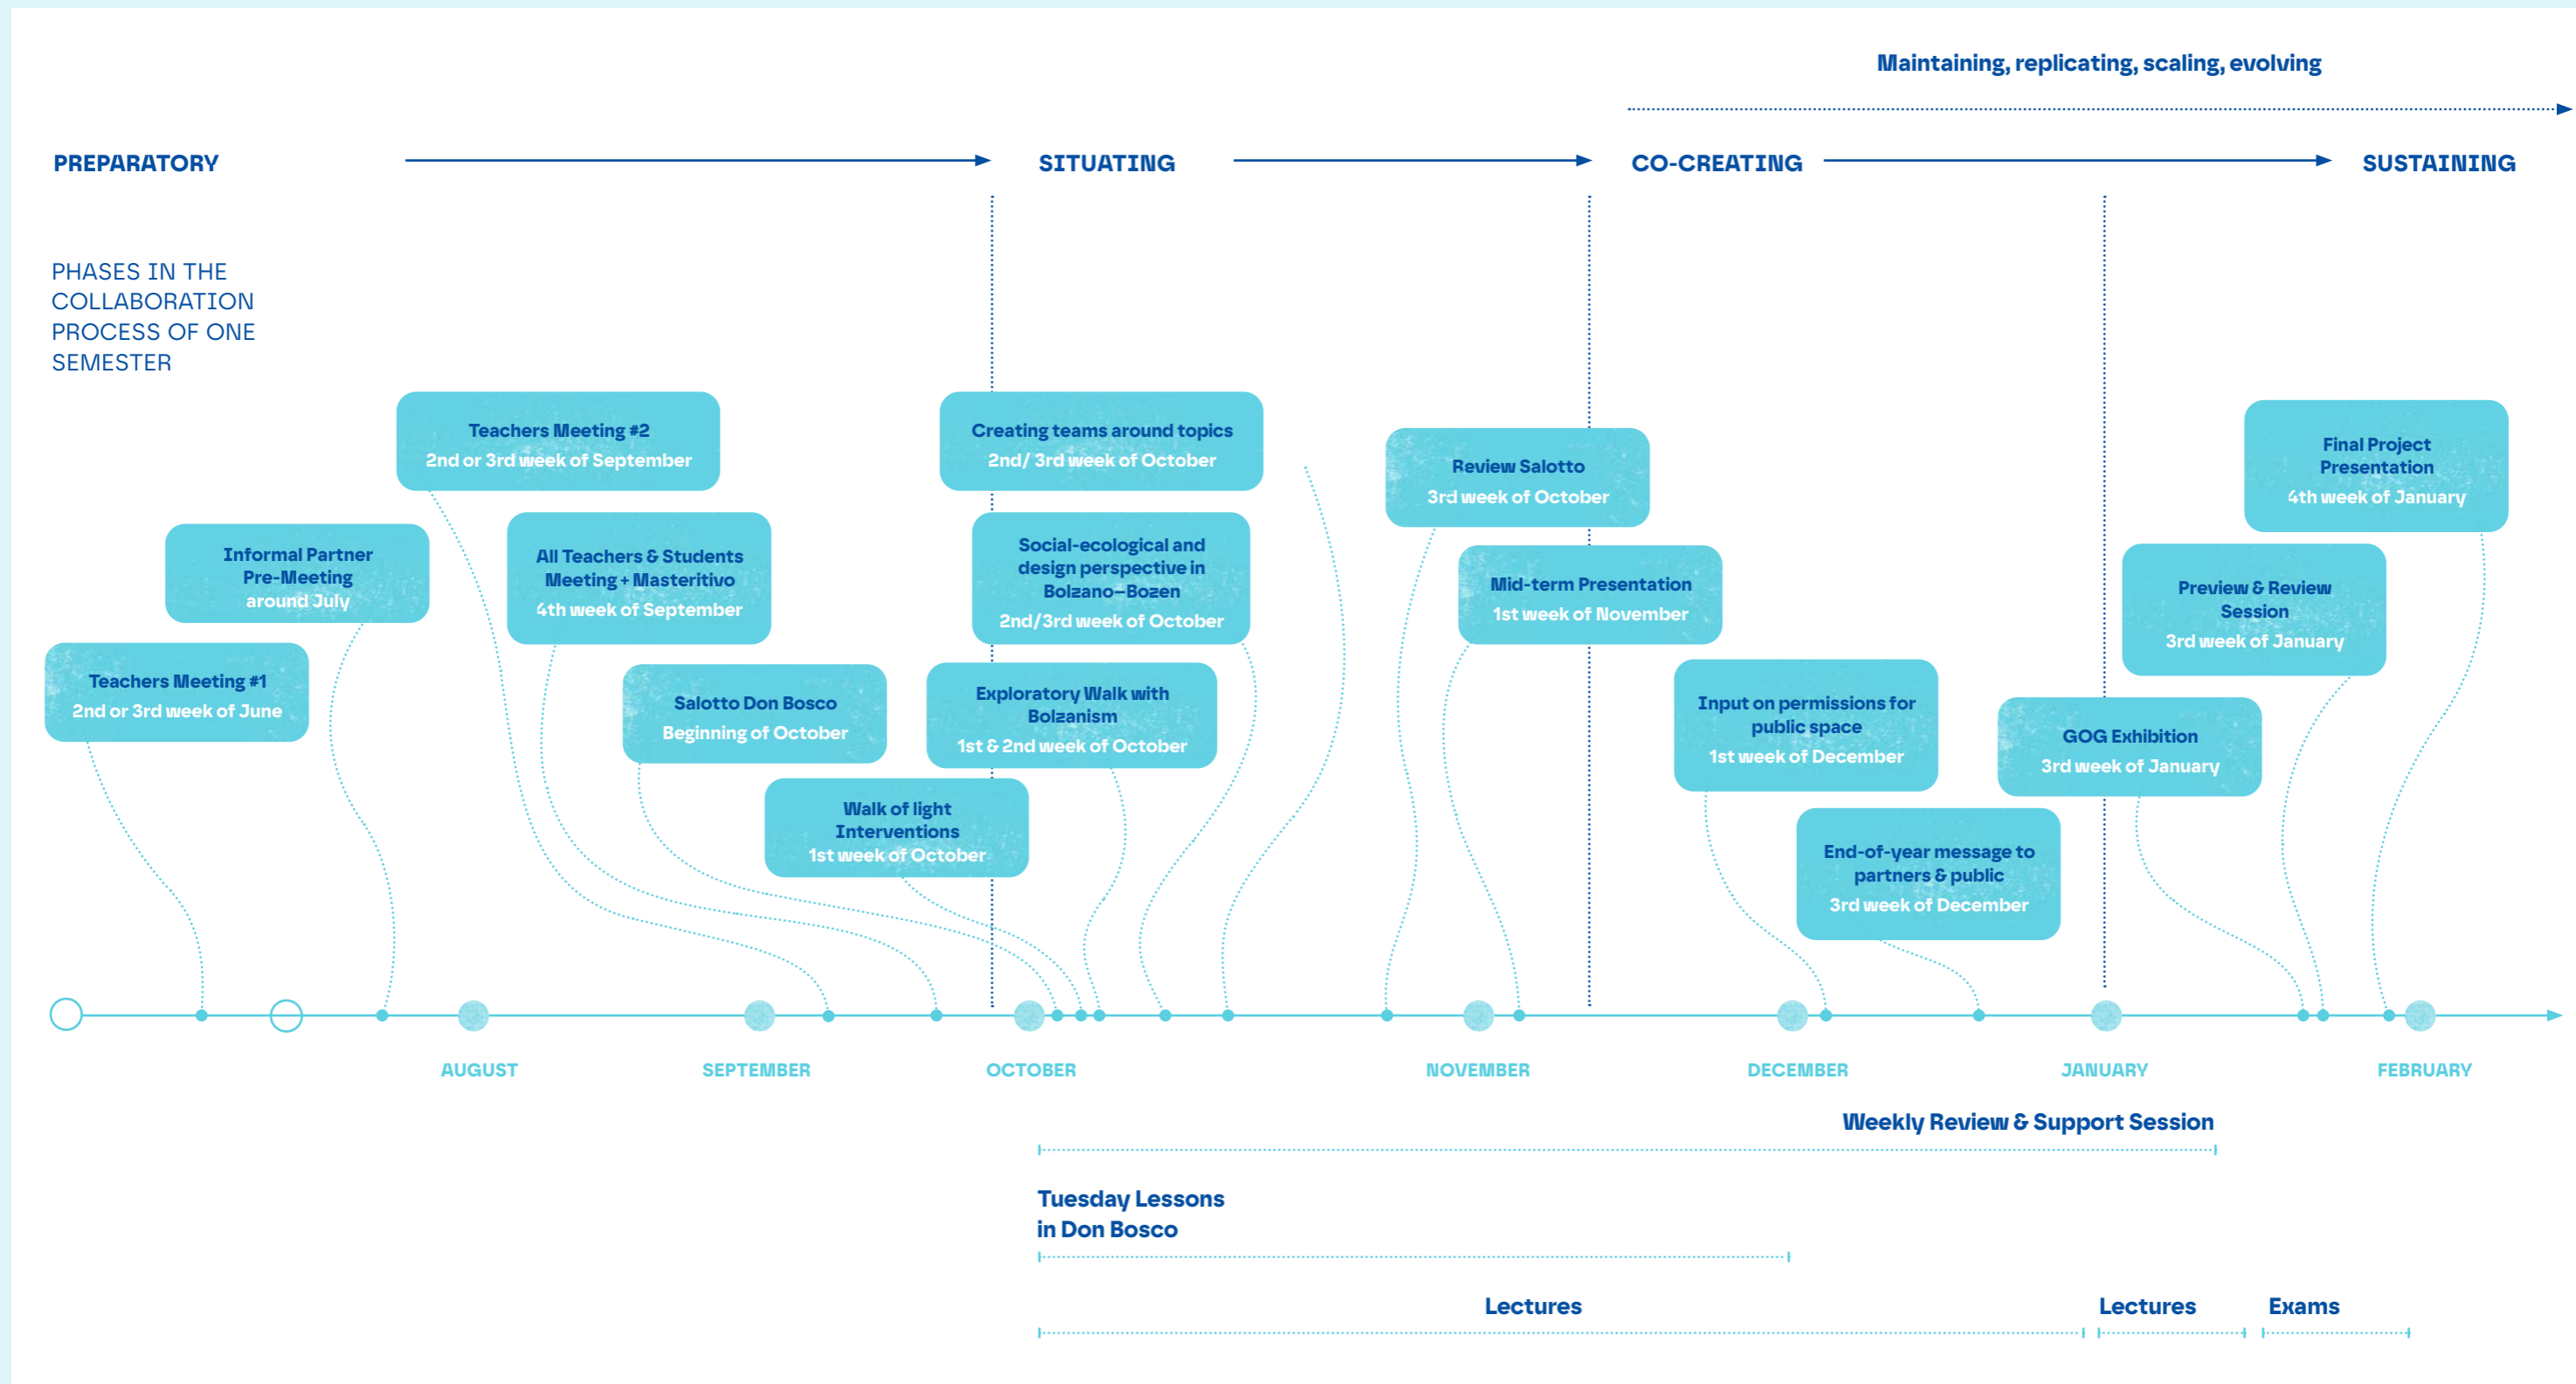 Maintaining, replicating, scaling, evolving
PREPARATORY
SITUATING
CO-CREATING
SUSTAINING
PHASES IN THE
COLLABORATION
PROCESS OF ONE
SEMESTER
Teachers Meeting #1
2nd or 3rd week of June
Informal Partner
Pre-Meeting
around July
Teachers Meeting #2
2nd or 3rd week of September
All Teachers & Students
Meeting + Masteritivo
4th week of September
Salotto Don Bosco
Beginning of October
Walk of light
Interventions
1st week of October
Creating teams around topics
2nd/ 3rd week of October
Social-ecological and
design perspective in
Bolzano–Bozen
2nd/3rd week of October
Exploratory Walk with
Bolzanism
1st & 2nd week of October
Review Salotto
3rd week of October
Mid-term Presentation
1st week of November
Input on permissions for
public space
1st week of December
End-of-year message to
partners & public
3rd week of December
GOG Exhibition
3rd week of January
Preview & Review
Session
3rd week of January
Final Project
Presentation
4th week of January
AUGUST
SEPTEMBER
OCTOBER
NOVEMBER
DECEMBER
JANUARY
FEBRUARY
Weekly Review & Support Session
Tuesday Lessons
in Don Bosco
Lectures
Lectures
Exams